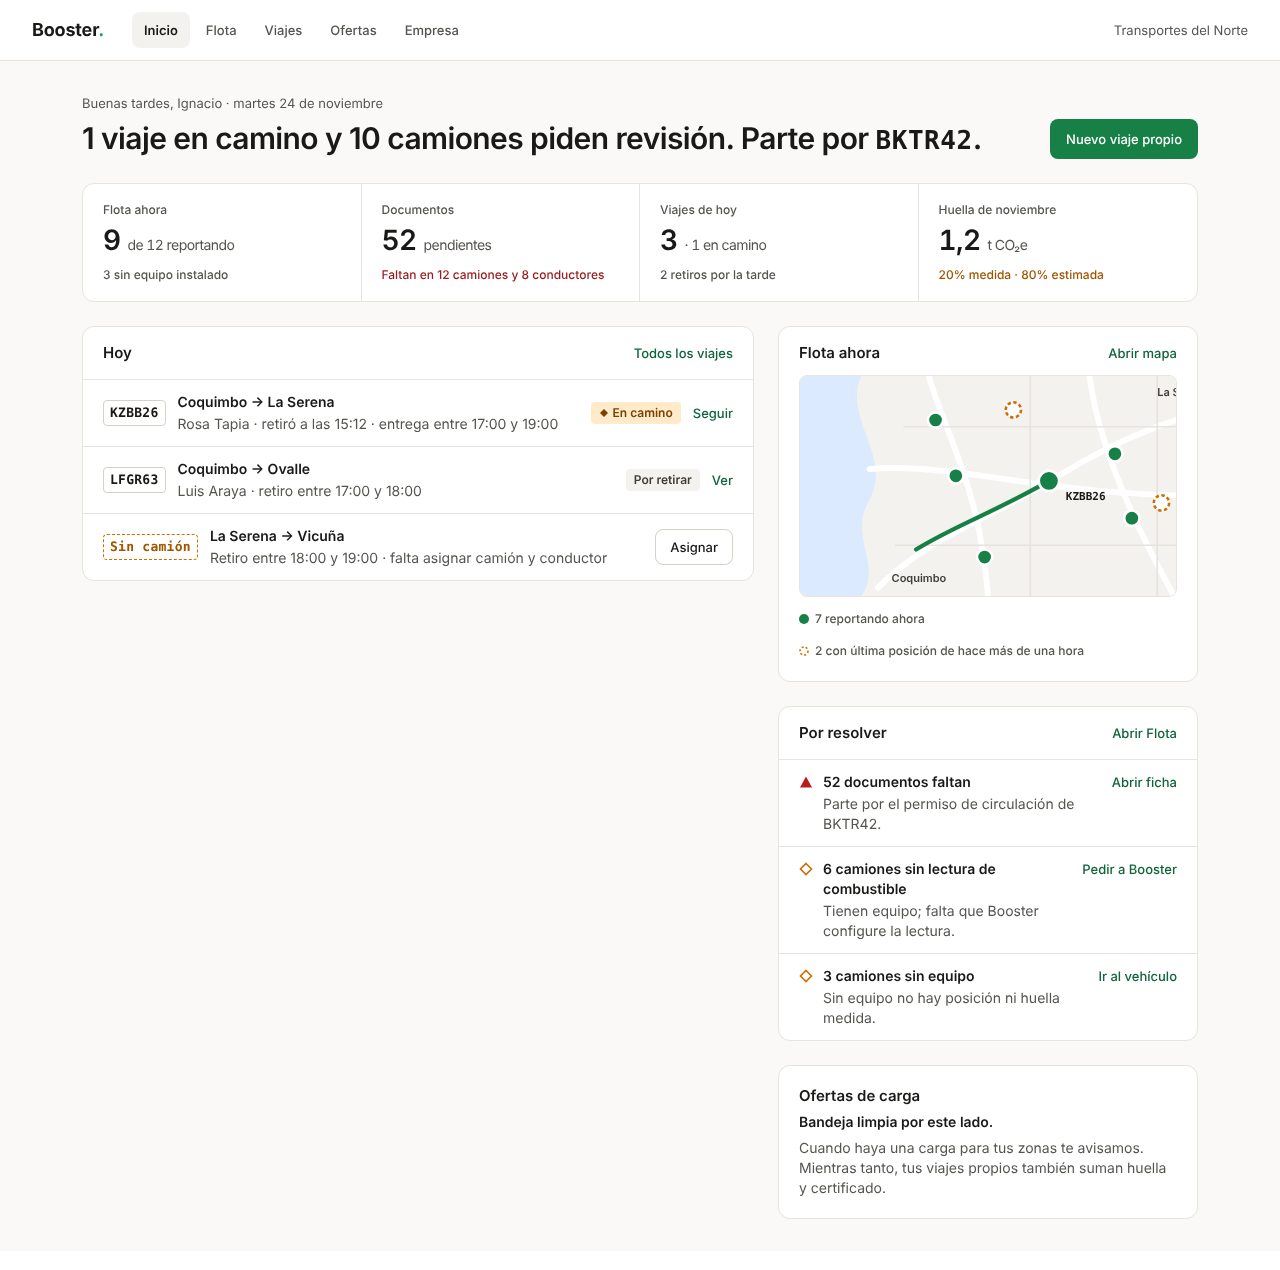 Booster.
Inicio
Flota
Viajes
Ofertas
Empresa
Transportes del Norte
Buenas tardes, Ignacio · martes 24 de noviembre
1 viaje en camino y 10 camiones piden revisión. Parte por BKTR42.
Nuevo viaje propio
Flota ahora
9 de 12 reportando
3 sin equipo instalado
Documentos
52 pendientes
Faltan en 12 camiones y 8 conductores
Viajes de hoy
3 · 1 en camino
2 retiros por la tarde
Huella de noviembre
1,2 t CO₂e
20% medida · 80% estimada
Hoy
Todos los viajes
KZBB26
Coquimbo → La Serena
Rosa Tapia · retiró a las 15:12 · entrega entre 17:00 y 19:00
◆ En camino
Seguir
LFGR63
Coquimbo → Ovalle
Luis Araya · retiro entre 17:00 y 18:00
Por retirar
Ver
Sin camión
La Serena → Vicuña
Retiro entre 18:00 y 19:00 · falta asignar camión y conductor
Asignar
Flota ahora
Abrir mapa
La S
KZBB26
Coquimbo
7 reportando ahora
2 con última posición de hace más de una hora
Por resolver
Abrir Flota
52 documentos faltan
Abrir ficha
Parte por el permiso de circulación de
BKTR42.
6 camiones sin lectura de
combustible
Pedir a Booster
Tienen equipo; falta que Booster
configure la lectura.
3 camiones sin equipo
Ir al vehículo
Sin equipo no hay posición ni huella
medida.
Ofertas de carga
Bandeja limpia por este lado.
Cuando haya una carga para tus zonas te avisamos.
Mientras tanto, tus viajes propios también suman huella
y certificado.